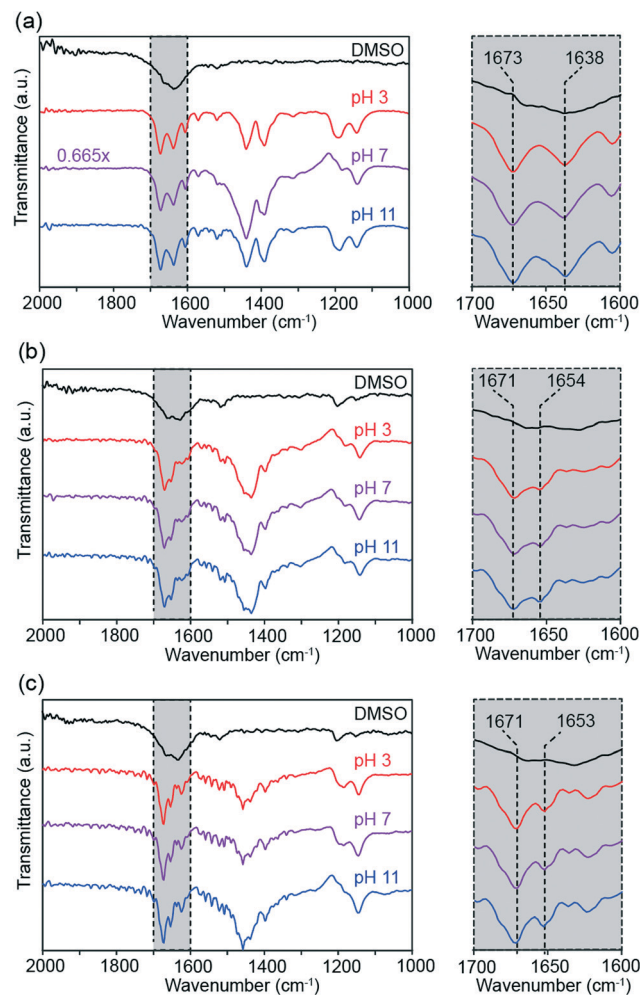 (a)
DMSO
pH 3
0.665x
pH 7
pH 11
Transmittance (a.u.)
2000 1800 1600 1400 1200 1000
Wavenumber (cm⁻¹)
1673 1638
1700 1650 1600
Wavenumber (cm⁻¹)
(b)
DMSO
pH 3
pH 7
pH 11
Transmittance (a.u.)
2000 1800 1600 1400 1200 1000
Wavenumber (cm⁻¹)
1671 1654
1700 1650 1600
Wavenumber (cm⁻¹)
(c)
DMSO
pH 3
pH 7
pH 11
Transmittance (a.u.)
2000 1800 1600 1400 1200 1000
Wavenumber (cm⁻¹)
1671 1653
1700 1650 1600
Wavenumber (cm⁻¹)